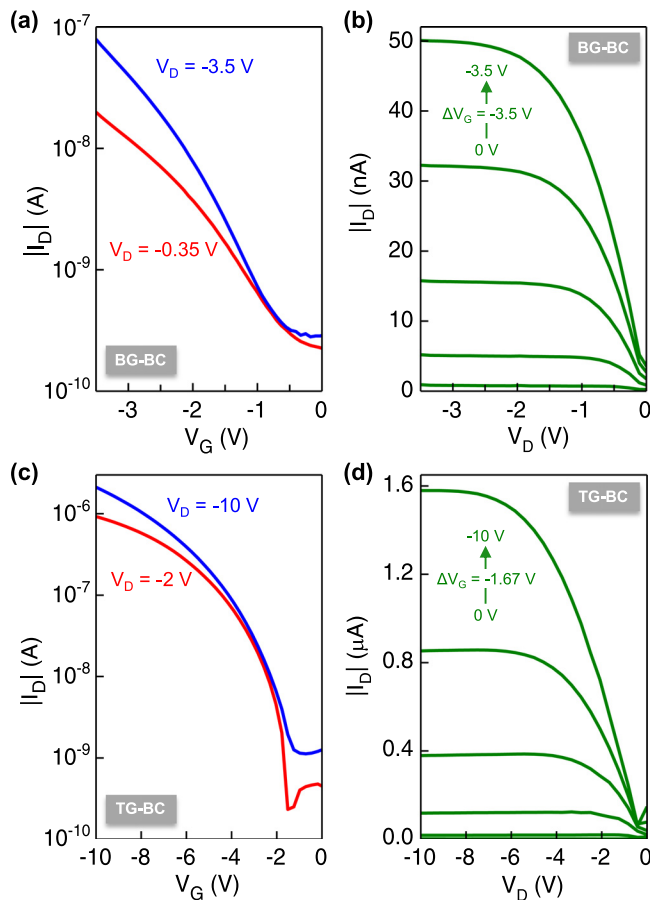 (a)
10⁻⁷
10⁻⁸
10⁻⁹
10⁻¹⁰
|I_D| (A)
V_D = -3.5 V
V_D = -0.35 V
BG-BC
-3 -2 -1 0
V_G (V)
(b)
50
40
30
20
10
0
|I_D| (nA)
BG-BC
-3.5 V
ΔV_G = -3.5 V
0 V
-3 -2 -1 0
V_D (V)
(c)
10⁻⁶
10⁻⁷
10⁻⁸
10⁻⁹
10⁻¹⁰
|I_D| (A)
V_D = -10 V
V_D = -2 V
TG-BC
-10 -8 -6 -4 -2 0
V_G (V)
(d)
1.6
1.2
0.8
0.4
0.0
|I_D| (µA)
TG-BC
-10 V
ΔV_G = -1.67 V
0 V
-10 -8 -6 -4 -2 0
V_D (V)